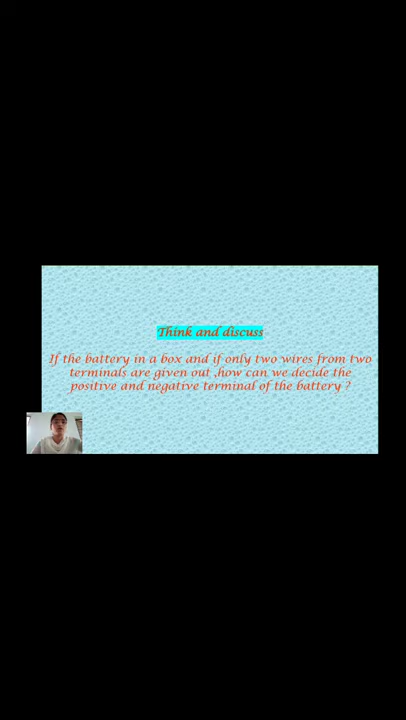 Think and discuss
If the battery in a box and if only two wires from two
terminals are given out ,how can we decide the
positive and negative terminal of the battery ?